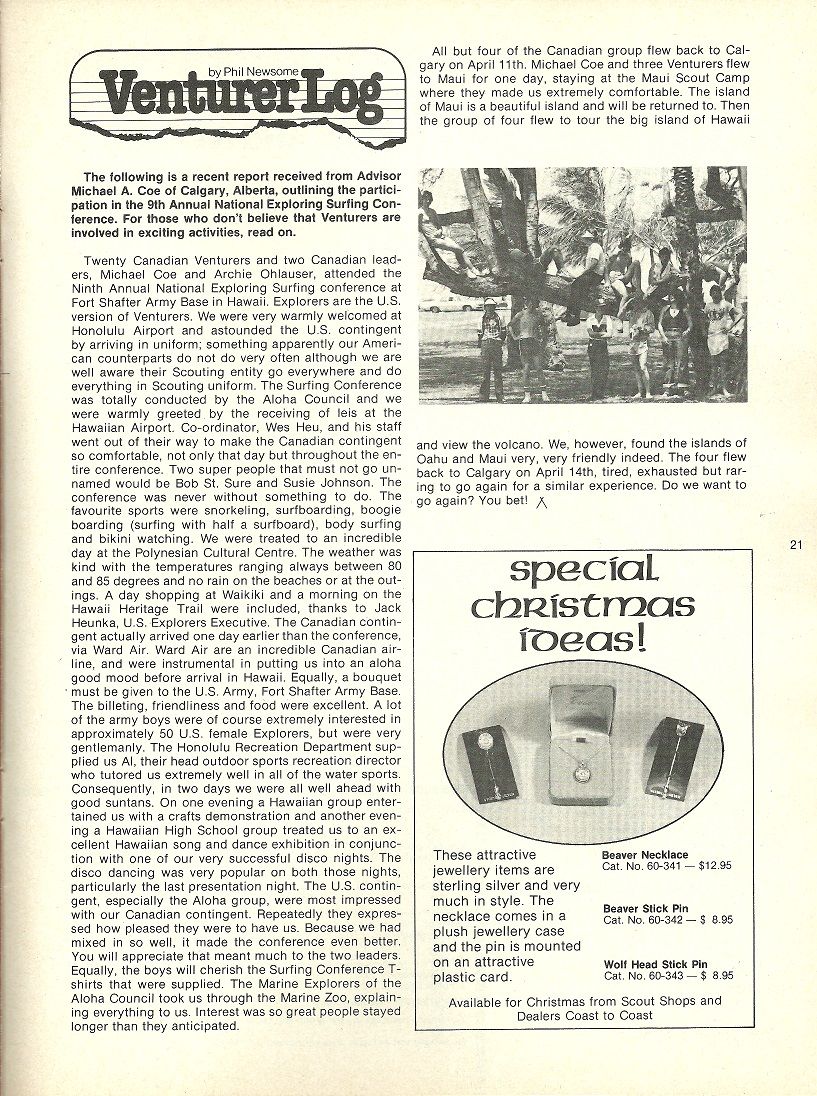 by Phil Newsome
Venturer Log
The following is a recent report received from Advisor
Michael A. Coe of Calgary, Alberta, outlining the partici-
pation in the 9th Annual National Exploring Surfing Con-
ference. For those who don't believe that Venturers are
involved in exciting activities, read on.
Twenty Canadian Venturers and two Canadian lead-
ers, Michael Coe and Archie Ohlauser, attended the
Ninth Annual National Exploring Surfing conference at
Fort Shafter Army Base in Hawaii. Explorers are the U.S.
version of Venturers. We were very warmly welcomed at
Honolulu Airport and astounded the U.S. contingent
by arriving in uniform; something apparently our Ameri-
can counterparts do not do very often although we are
well aware their Scouting entity go everywhere and do
everything in Scouting uniform. The Surfing Conference
was totally conducted by the Aloha Council and we
were warmly greeted by the receiving of leis at the
Hawaiian Airport. Co-ordinator, Wes Heu, and his staff
went out of their way to make the Canadian contingent
so comfortable, not only that day but throughout the en-
tire conference. Two super people that must not go un-
named would be Bob St. Sure and Susie Johnson. The
conference was never without something to do. The
favourite sports were snorkeling, surfboarding, boogie
boarding (surfing with half a surfboard), body surfing
and bikini watching. We were treated to an incredible
day at the Polynesian Cultural Centre. The weather was
kind with the temperatures ranging always between 80
and 85 degrees and no rain on the beaches or at the out-
ings. A day shopping at Waikiki and a morning on the
Hawaii Heritage Trail were included, thanks to Jack
Heunka, U.S. Explorers Executive. The Canadian contin-
gent actually arrived one day earlier than the conference,
via Ward Air. Ward Air are an incredible Canadian air-
line, and were instrumental in putting us into an aloha
good mood before arrival in Hawaii. Equally, a bouquet
must be given to the U.S. Army, Fort Shafter Army Base.
The billeting, friendliness and food were excellent. A lot
of the army boys were of course extremely interested in
approximately 50 U.S. female Explorers, but were very
gentlemanly. The Honolulu Recreation Department sup-
plied us Al, their head outdoor sports recreation director
who tutored us extremely well in all of the water sports.
Consequently, in two days we were all well ahead with
good suntans. On one evening a Hawaiian group enter-
tained us with a crafts demonstration and another even-
ing a Hawaiian High School group treated us to an ex-
cellent Hawaiian song and dance exhibition in conjunc-
tion with one of our very successful disco nights. The
disco dancing was very popular on both those nights,
particularly the last presentation night. The U.S. contin-
gent, especially the Aloha group, were most impressed
with our Canadian contingent. Repeatedly they expres-
sed how pleased they were to have us. Because we had
mixed in so well, it made the conference even better.
You will appreciate that meant much to the two leaders.
Equally, the boys will cherish the Surfing Conference T-
shirts that were supplied. The Marine Explorers of the
Aloha Council took us through the Marine Zoo, explain-
ing everything to us. Interest was so great people stayed
longer than they anticipated.
All but four of the Canadian group flew back to Cal-
gary on April 11th. Michael Coe and three Venturers flew
to Maui for one day, staying at the Maui Scout Camp
where they made us extremely comfortable. The island
of Maui is a beautiful island and will be returned to. Then
the group of four flew to tour the big island of Hawaii
and view the volcano. We, however, found the islands of
Oahu and Maui very, very friendly indeed. The four flew
back to Calgary on April 14th, tired, exhausted but rar-
ing to go again for a similar experience. Do we want to
go again? You bet!
21
special
christmas
ideas!
These attractive
jewellery items are
sterling silver and very
much in style. The
necklace comes in a
plush jewellery case
and the pin is mounted
on an attractive
plastic card.
Beaver Necklace
Cat. No. 60-341 — $12.95
Beaver Stick Pin
Cat. No. 60-342 — $ 8.95
Wolf Head Stick Pin
Cat. No. 60-343 — $ 8.95
Available for Christmas from Scout Shops and
Dealers Coast to Coast